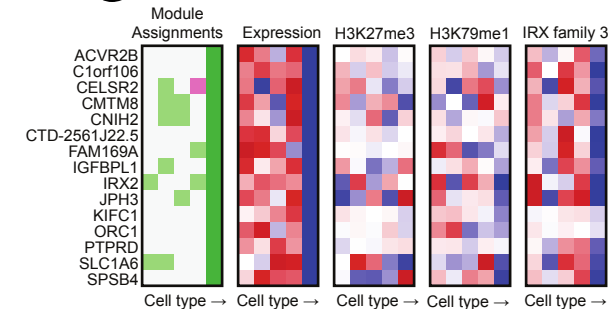 Module
Assignments
Expression
H3K27me3
H3K79me1
IRX family 3
ACVR2B
C1orf106
CELSR2
CMTM8
CNIH2
CTD-2561J22.5
FAM169A
IGFBPL1
IRX2
JPH3
KIFC1
ORC1
PTPRD
SLC1A6
SPSB4
Cell type →
Cell type →
Cell type →
Cell type →
Cell type →